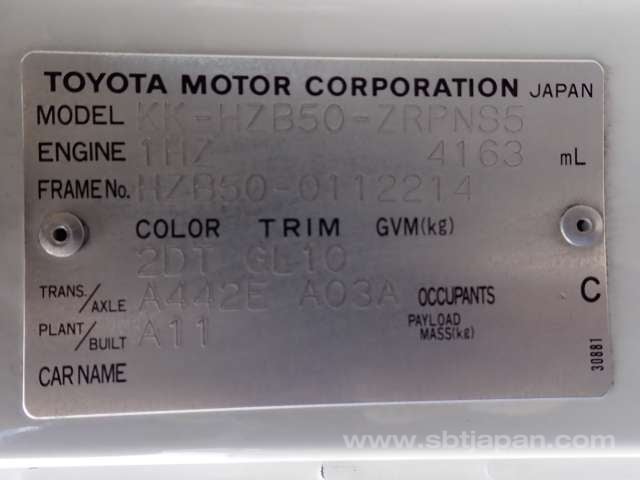 TOYOTA MOTOR CORPORATION JAPAN
MODEL KK-HZB50-ZRPNS5
ENGINE 1HZ 4163 mL
FRAME No. HZB50-0112214
COLOR TRIM GVM(kg)
2DT GL10
TRANS./AXLE A442E A03A OCCUPANTS C
PLANT/BUILT A11 PAYLOAD MASS(kg)
CAR NAME
30881
www.sbtjapan.com